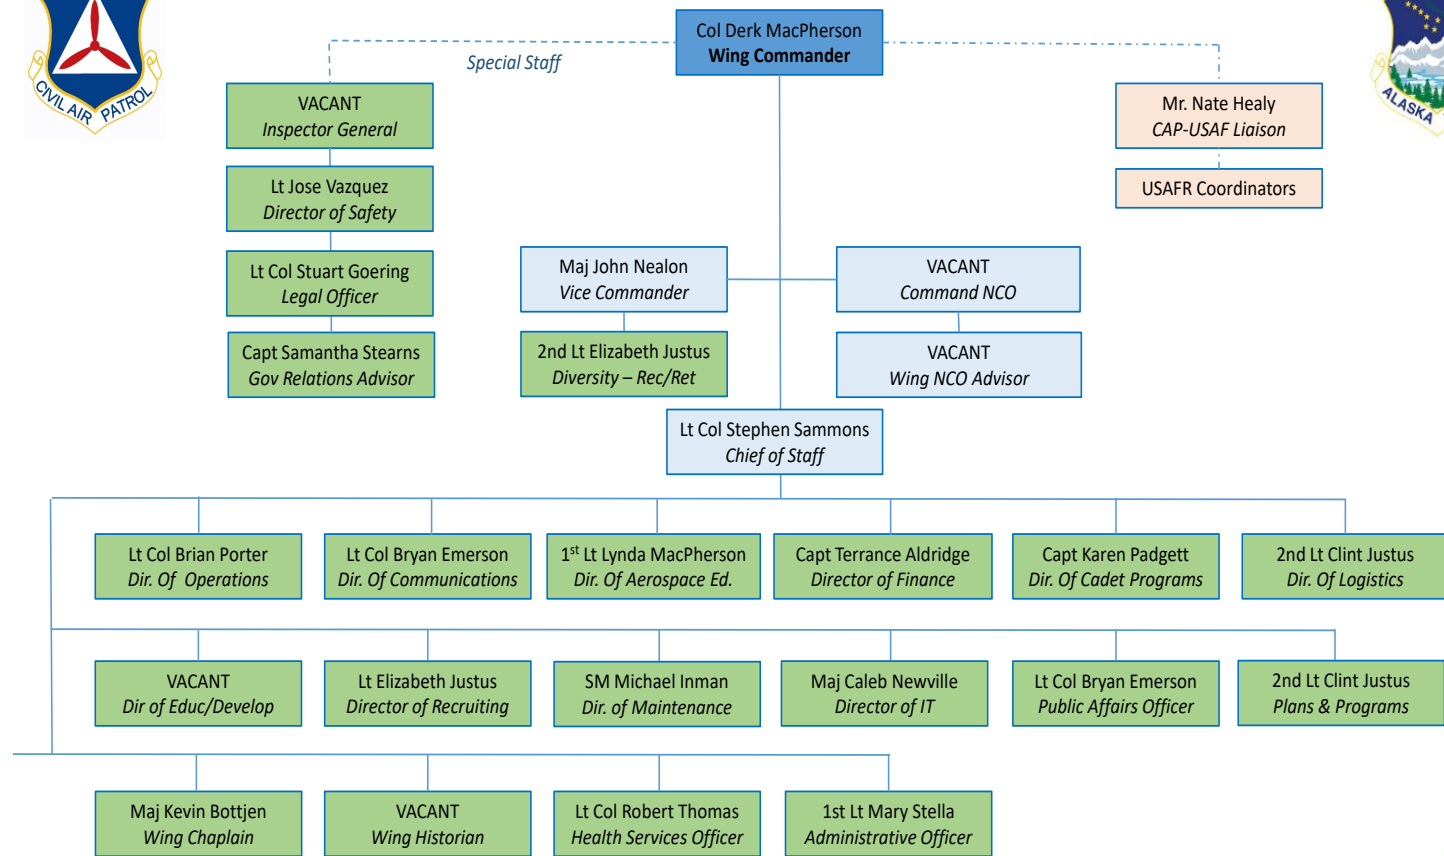 CIVIL AIR PATROL
ALASKA
Col Derk MacPherson
Wing Commander
Special Staff
VACANT
Inspector General
Mr. Nate Healy
CAP-USAF Liaison
Lt Jose Vazquez
Director of Safety
USAFR Coordinators
Lt Col Stuart Goering
Legal Officer
Maj John Nealon
Vice Commander
VACANT
Command NCO
Capt Samantha Stearns
Gov Relations Advisor
2nd Lt Elizabeth Justus
Diversity – Rec/Ret
VACANT
Wing NCO Advisor
Lt Col Stephen Sammons
Chief of Staff
Lt Col Brian Porter
Dir. Of Operations
Lt Col Bryan Emerson
Dir. Of Communications
1st Lt Lynda MacPherson
Dir. Of Aerospace Ed.
Capt Terrance Aldridge
Director of Finance
Capt Karen Padgett
Dir. Of Cadet Programs
2nd Lt Clint Justus
Dir. Of Logistics
VACANT
Dir of Educ/Develop
Lt Elizabeth Justus
Director of Recruiting
SM Michael Inman
Dir. of Maintenance
Maj Caleb Newville
Director of IT
Lt Col Bryan Emerson
Public Affairs Officer
2nd Lt Clint Justus
Plans & Programs
Maj Kevin Bottjen
Wing Chaplain
VACANT
Wing Historian
Lt Col Robert Thomas
Health Services Officer
1st Lt Mary Stella
Administrative Officer